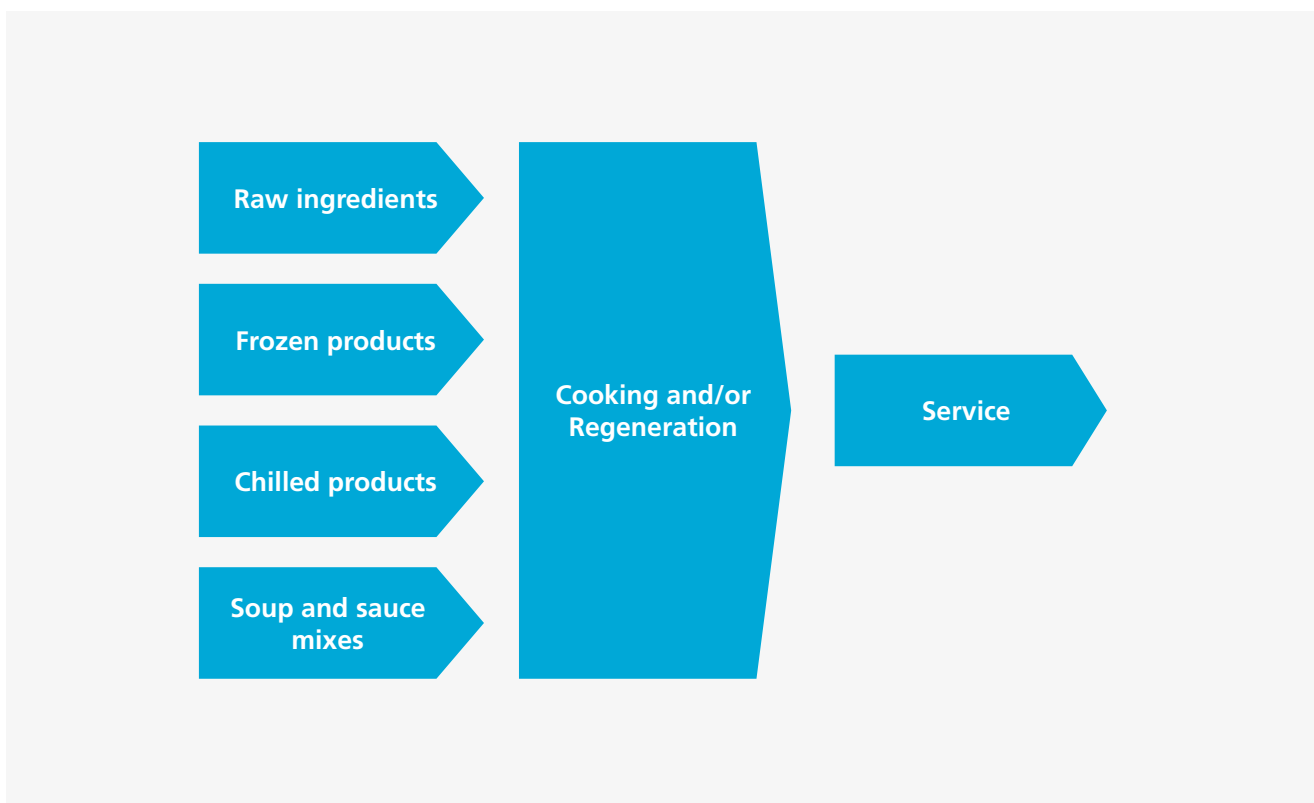 Raw ingredients
Frozen products
Chilled products
Soup and sauce
mixes
Cooking and/or
Regeneration
Service